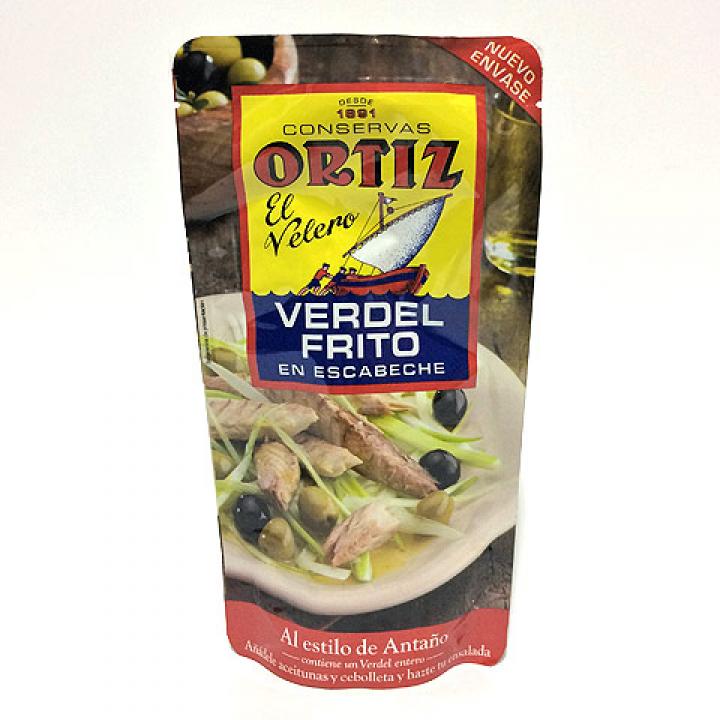 NUEVO
ENVASE
DESDE
1891
CONSERVAS
ORTIZ
El
Velero
VERDEL
FRITO
EN ESCABECHE
Al estilo de Antaño
contiene un Verdel entero
Añádele aceitunas y cebolleta y hazte tu ensalada